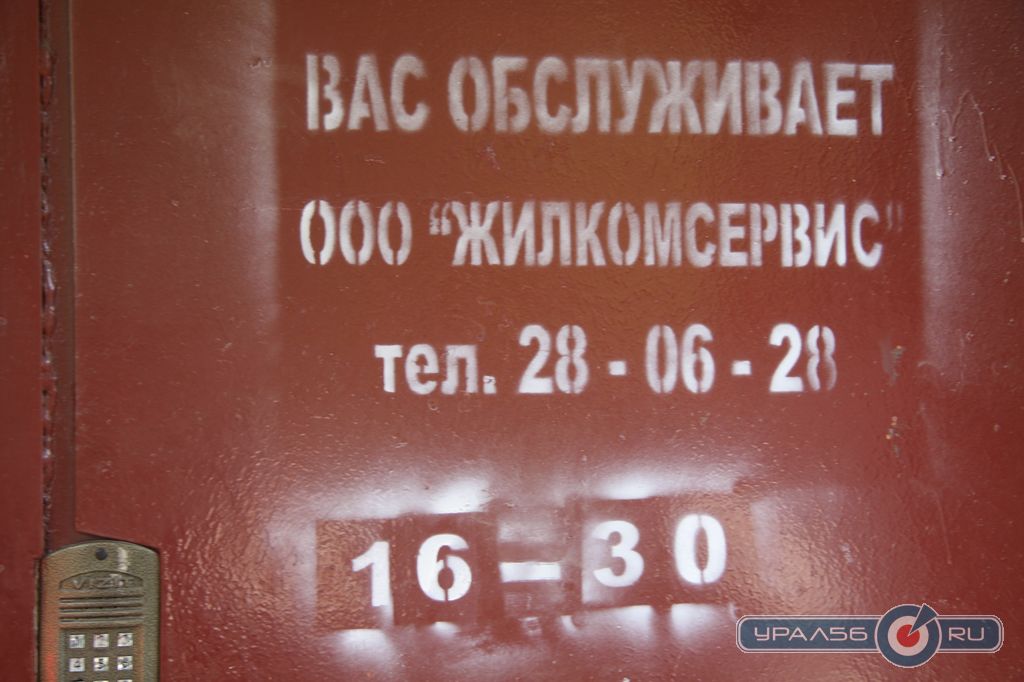 ВАС ОБСЛУЖИВАЕТ
ООО "ЖИЛКОМСЕРВИС"
тел. 28 - 06 - 28
16 - 30
УРАЛ56 RU